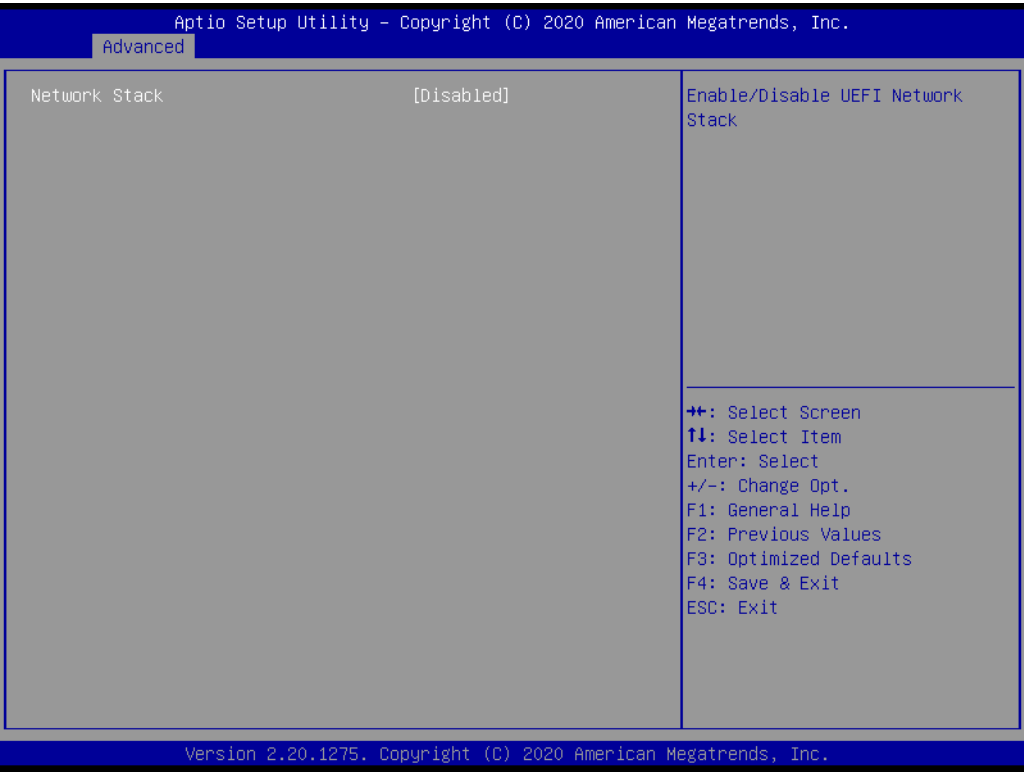 Aptio Setup Utility – Copyright (C) 2020 American Megatrends, Inc.
Advanced
Network Stack [Disabled]
Enable/Disable UEFI Network
Stack
→←: Select Screen
↑↓: Select Item
Enter: Select
+/-: Change Opt.
F1: General Help
F2: Previous Values
F3: Optimized Defaults
F4: Save & Exit
ESC: Exit
Version 2.20.1275. Copyright (C) 2020 American Megatrends, Inc.